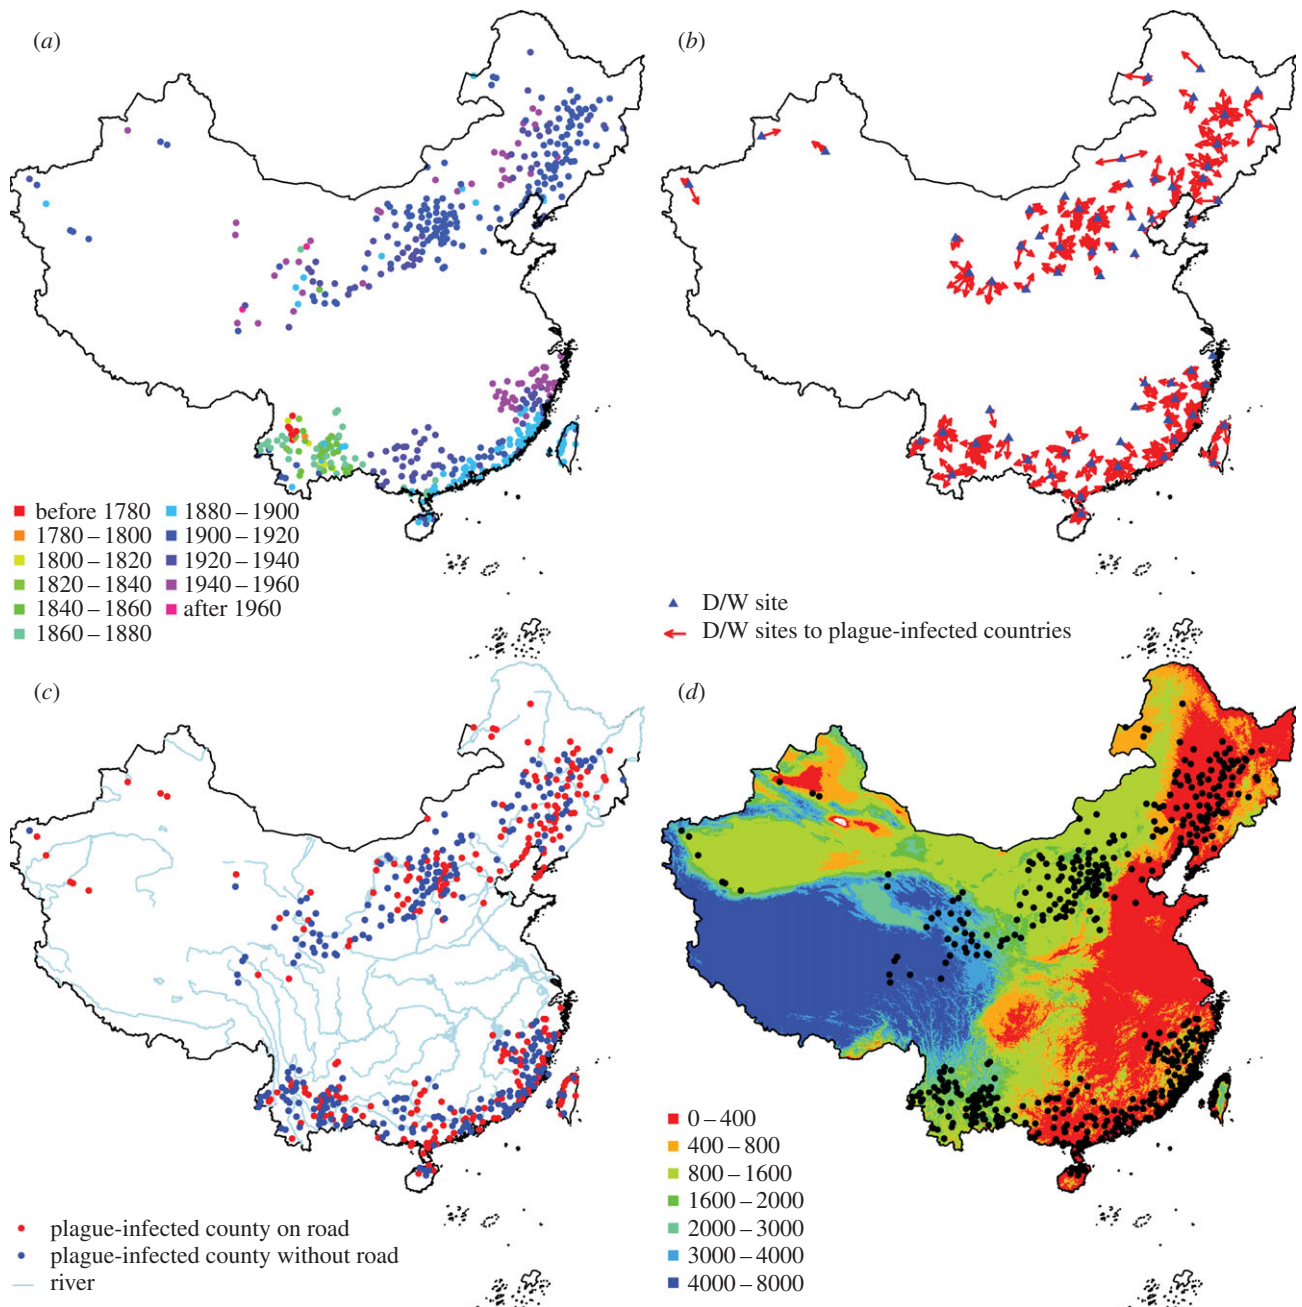 (a)
before 1780
1780 – 1800
1800 – 1820
1820 – 1840
1840 – 1860
1860 – 1880
1880 – 1900
1900 – 1920
1920 – 1940
1940 – 1960
after 1960
(b)
D/W site
D/W sites to plague-infected countries
(c)
plague-infected county on road
plague-infected county without road
river
(d)
0 – 400
400 – 800
800 – 1600
1600 – 2000
2000 – 3000
3000 – 4000
4000 – 8000